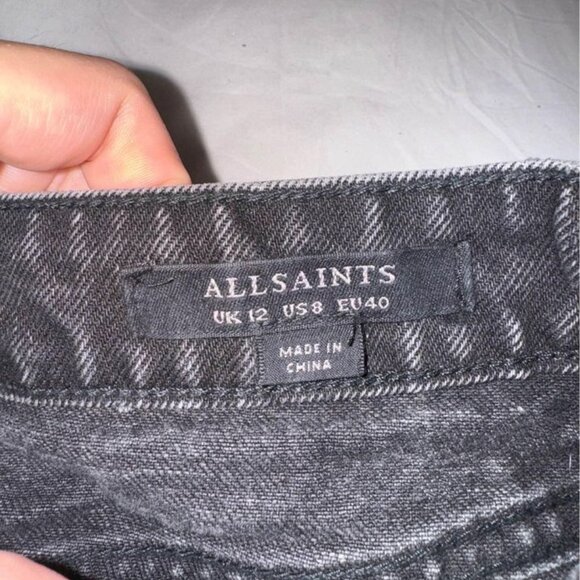 ALLSAINTS
UK 12 US 8 EU 40
MADE IN
CHINA